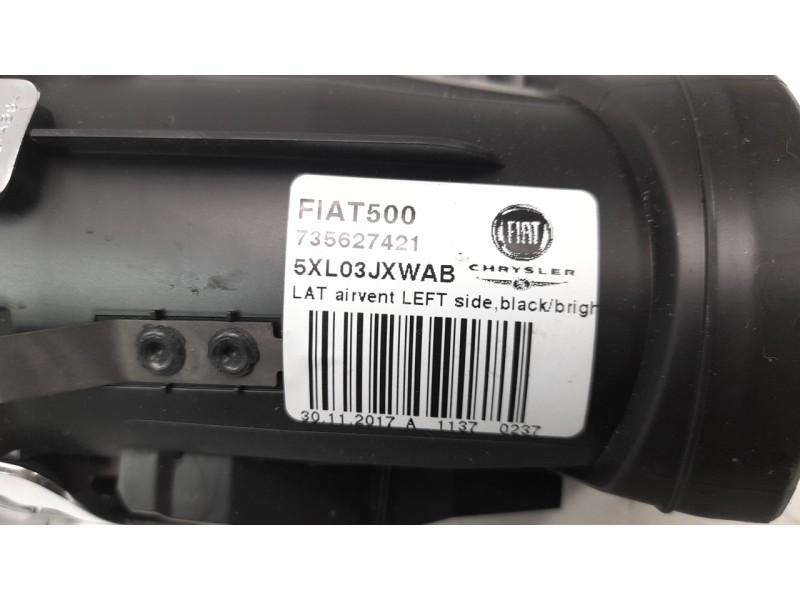 FIAT500
735627421
FIAT
5XL03JXWAB
CHRYSLER
LAT airvent LEFT side,black/brigh
30.11.2017 A 1137 0237